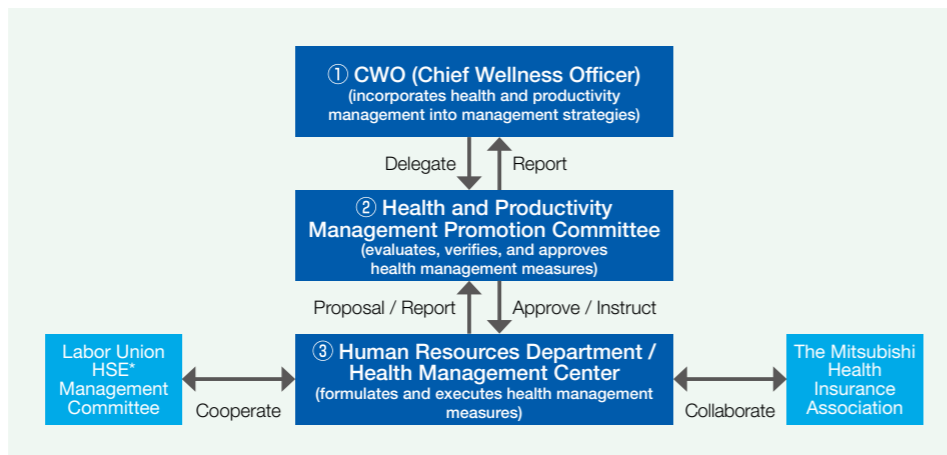 ① CWO (Chief Wellness Officer)
(incorporates health and productivity
management into management strategies)
Delegate
Report
② Health and Productivity
Management Promotion Committee
(evaluates, verifies, and approves
health management measures)
Proposal / Report
Approve / Instruct
Labor Union
HSE*
Management
Committee
Cooperate
③ Human Resources Department /
Health Management Center
(formulates and executes health management
measures)
Collaborate
The Mitsubishi
Health
Insurance
Association